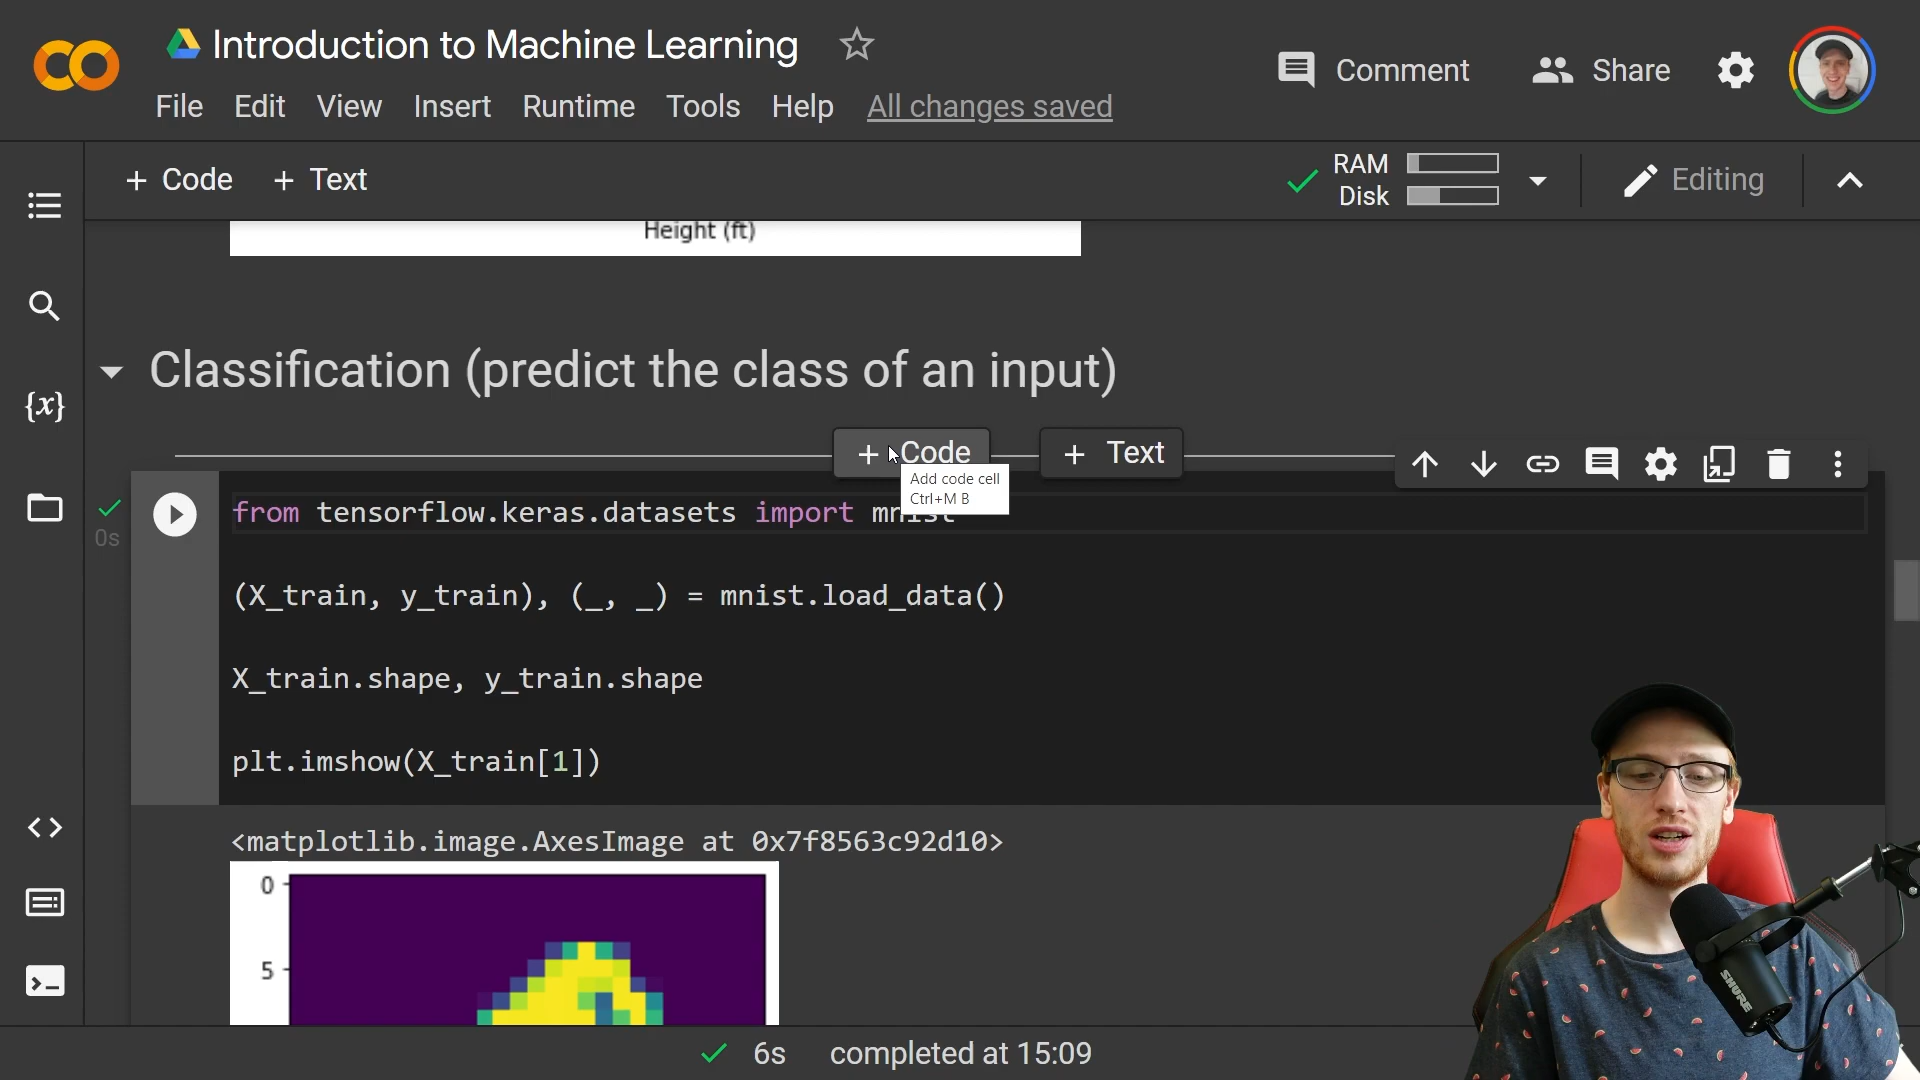 Introduction to Machine Learning
Comment
Share
File Edit View Insert Runtime Tools Help All changes saved
+ Code + Text
RAM
Disk
Editing
Height (ft)
Classification (predict the class of an input)
{x}
+ Code + Text
Add code cell
Ctrl+M B
0s
from tensorflow.keras.datasets import mnist
(X_train, y_train), (_, _) = mnist.load_data()
X_train.shape, y_train.shape
plt.imshow(X_train[1])
<matplotlib.image.AxesImage at 0x7f8563c92d10>
0
5
SHURE
6s completed at 15:09